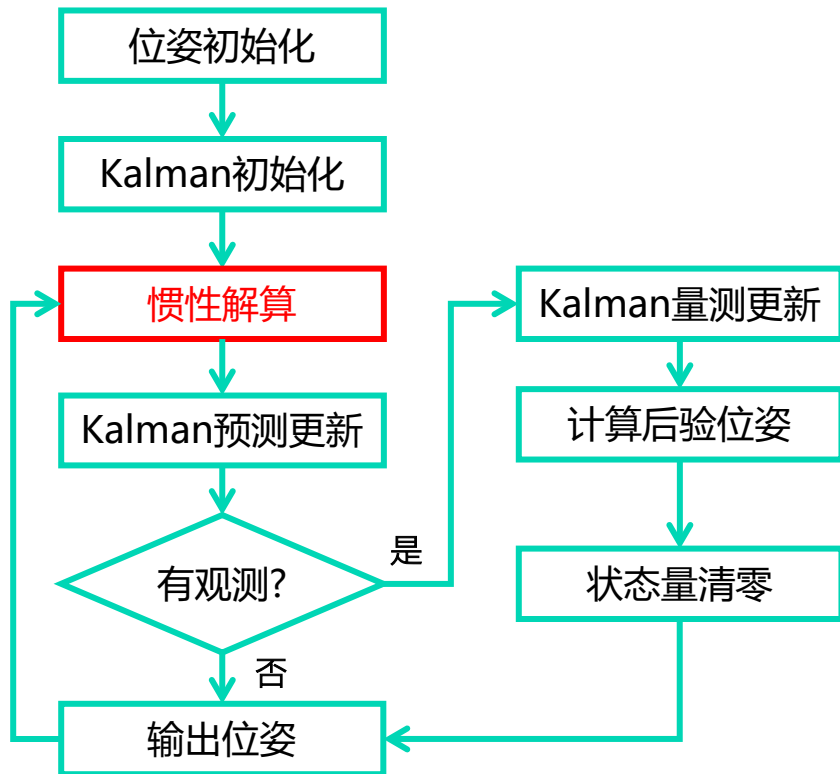 位姿初始化
Kalman初始化
惯性解算
Kalman预测更新
有观测?
是
否
输出位姿
Kalman量测更新
计算后验位姿
状态量清零